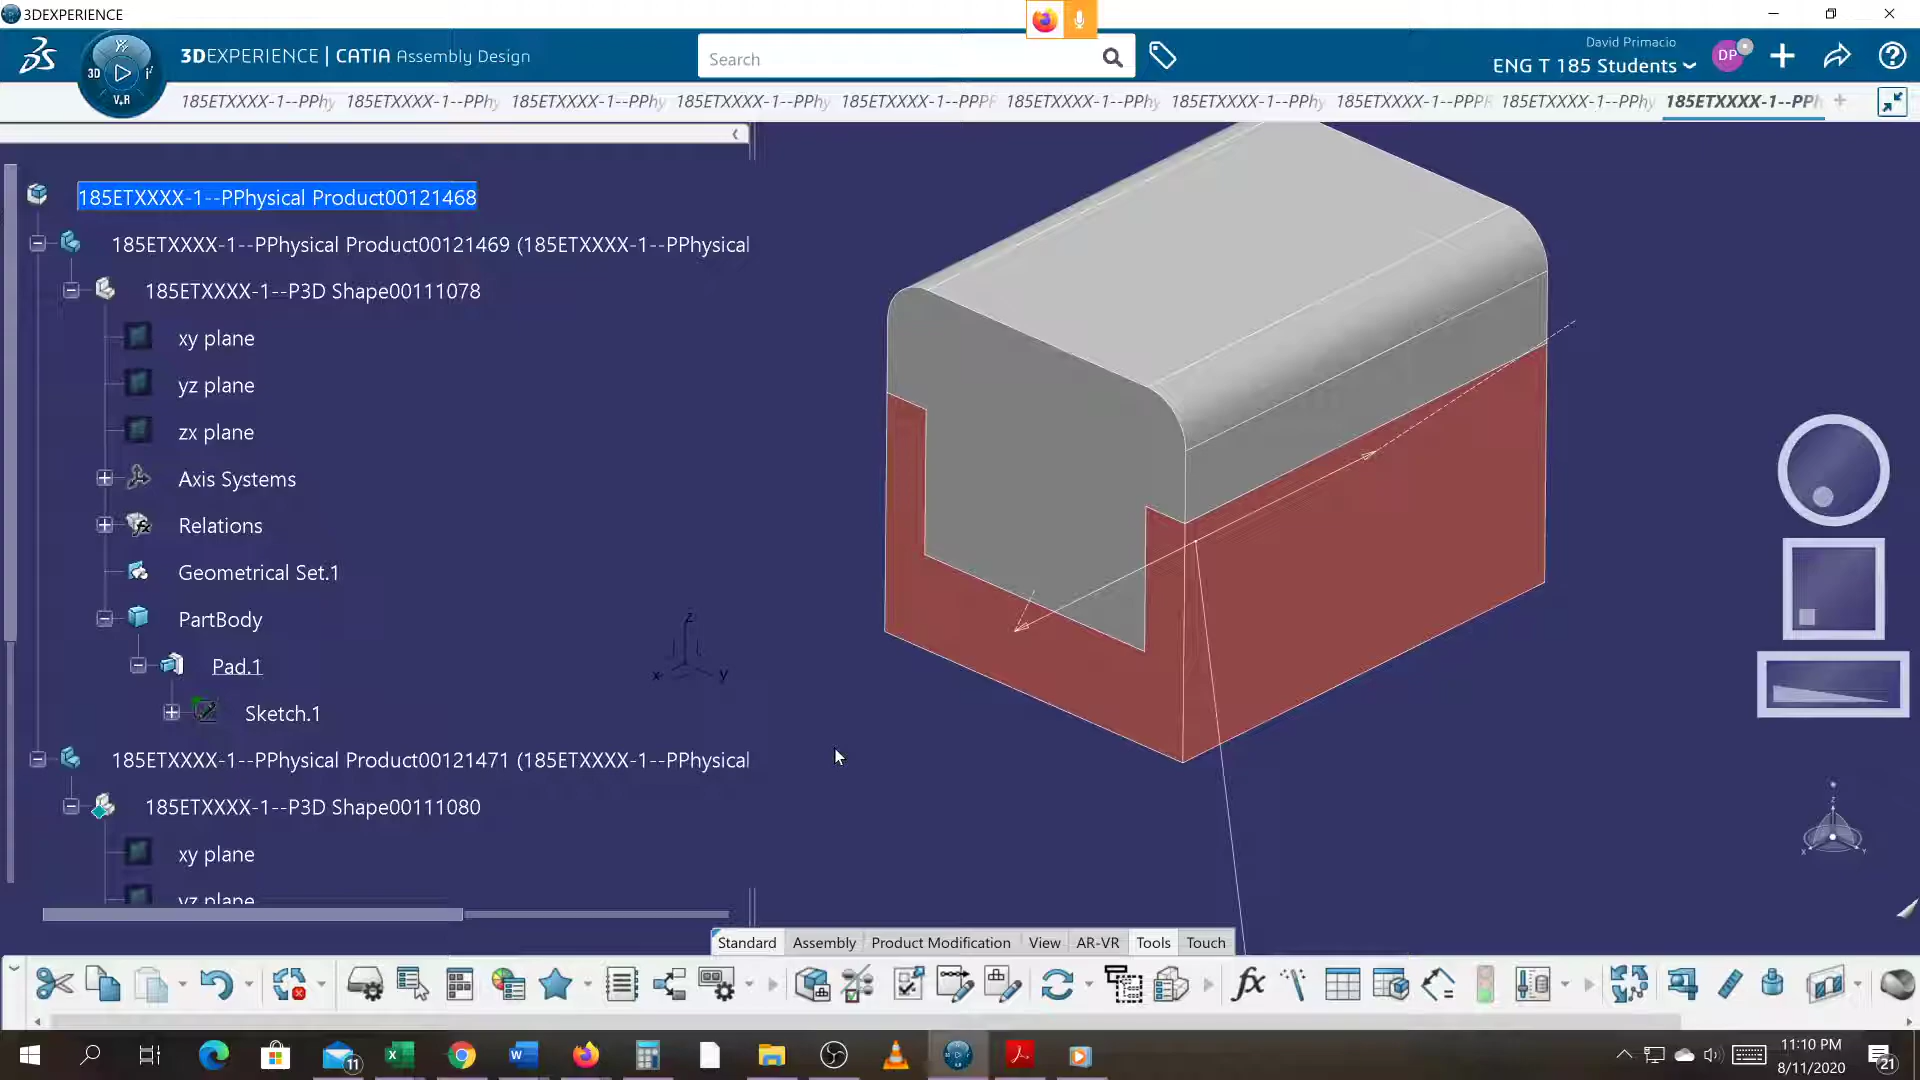 3DEXPERIENCE
3DEXPERIENCE | CATIA Assembly Design
3D
i²
V₊R
Search
David Primacio
ENG T 185 Students
DP
185ETXXXX-1--PPhy
185ETXXXX-1--PPh
185ETXXXX-1--PPhy
185ETXXXX-1--PPhy
185ETXXXX-1--PPPF
185ETXXXX-1--PPhy
185ETXXXX-1--PPhy
185ETXXXX-1--PPPR
185ETXXXX-1--PPhy
185ETXXXX-1--PPh
185ETXXXX-1--PPhysical Product00121468
185ETXXXX-1--PPhysical Product00121469 (185ETXXXX-1--PPhysical
185ETXXXX-1--P3D Shape00111078
xy plane
yz plane
zx plane
Axis Systems
Relations
Geometrical Set.1
PartBody
Pad.1
Sketch.1
185ETXXXX-1--PPhysical Product00121471 (185ETXXXX-1--PPhysical
185ETXXXX-1--P3D Shape00111080
xy plane
yz plane
z
x
y
Standard
Assembly
Product Modification
View
AR-VR
Tools
Touch
fx
11
11:10 PM
8/11/2020
21